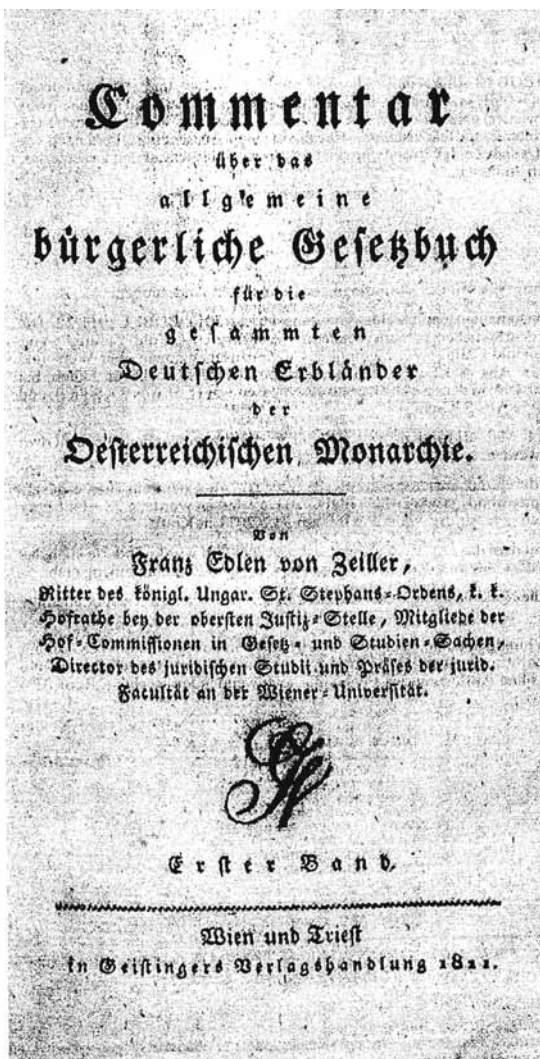 Commentar
über das
allgemeine
bürgerliche Gesetzbuch
für die
gesammten
Deutschen Erbländer
der
Oesterreichischen Monarchie.
Von
Franz Edlen von Zeiller,
Ritter des königl. Ungar. St. Stephans-Ordens, k. k.
Hofrathe bey der obersten Justiz-Stelle, Mitgliede der
Hof-Commissionen in Gesetz- und Studien-Sachen,
Director des juridischen Studii und Präses der jurid.
Facultät an der Wiener-Universität.
Erster Band.
Wien und Triest
in Geistingers Verlagshandlung 1811.